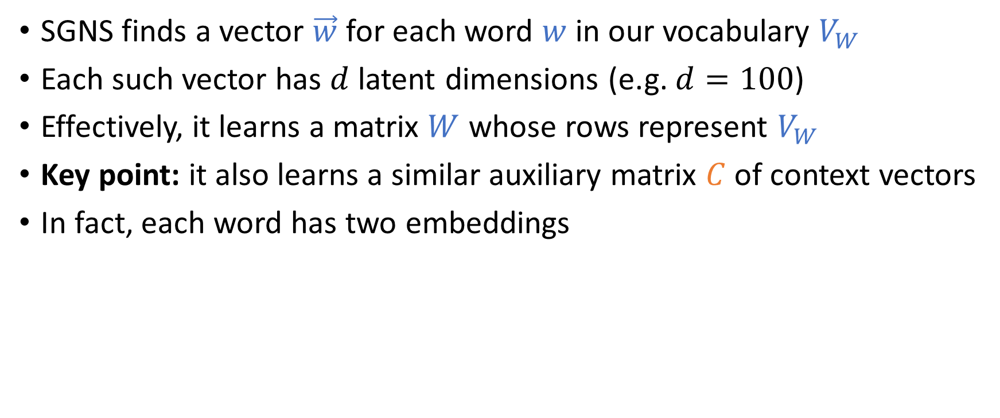 • SGNS finds a vector w⃗ for each word w in our vocabulary V_W
• Each such vector has d latent dimensions (e.g. d = 100)
• Effectively, it learns a matrix W whose rows represent V_W
• Key point: it also learns a similar auxiliary matrix C of context vectors
• In fact, each word has two embeddings